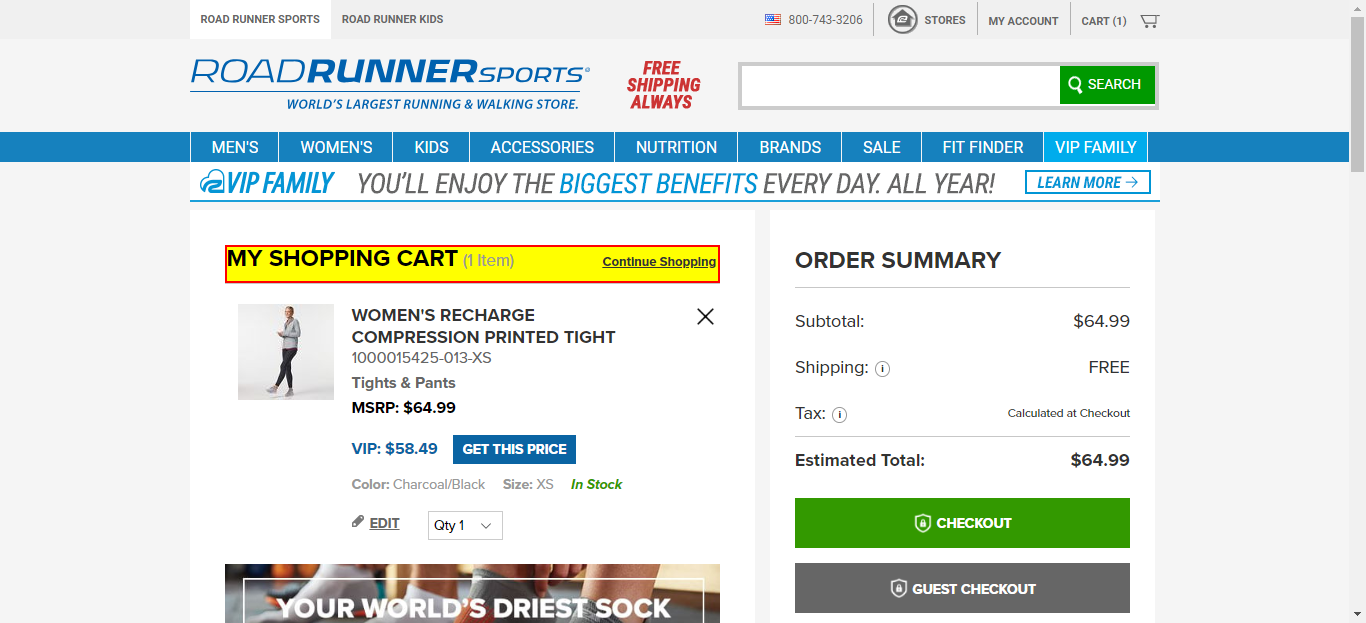 ROAD RUNNER SPORTS
ROAD RUNNER KIDS
800-743-3206
STORES
MY ACCOUNT
CART (1)
ROADRUNNERSPORTS®
WORLD'S LARGEST RUNNING & WALKING STORE.
FREE
SHIPPING
ALWAYS
SEARCH
MEN'S
WOMEN'S
KIDS
ACCESSORIES
NUTRITION
BRANDS
SALE
FIT FINDER
VIP FAMILY
VIP FAMILY YOU'LL ENJOY THE BIGGEST BENEFITS EVERY DAY. ALL YEAR! LEARN MORE →
MY SHOPPING CART (1 Item) Continue Shopping
WOMEN'S RECHARGE
COMPRESSION PRINTED TIGHT
1000015425-013-XS
Tights & Pants
MSRP: $64.99
VIP: $58.49 GET THIS PRICE
Color: Charcoal/Black Size: XS In Stock
EDIT Qty 1
YOUR WORLD'S DRIEST SOCK
ORDER SUMMARY
Subtotal: $64.99
Shipping: i FREE
Tax: i Calculated at Checkout
Estimated Total: $64.99
CHECKOUT
GUEST CHECKOUT